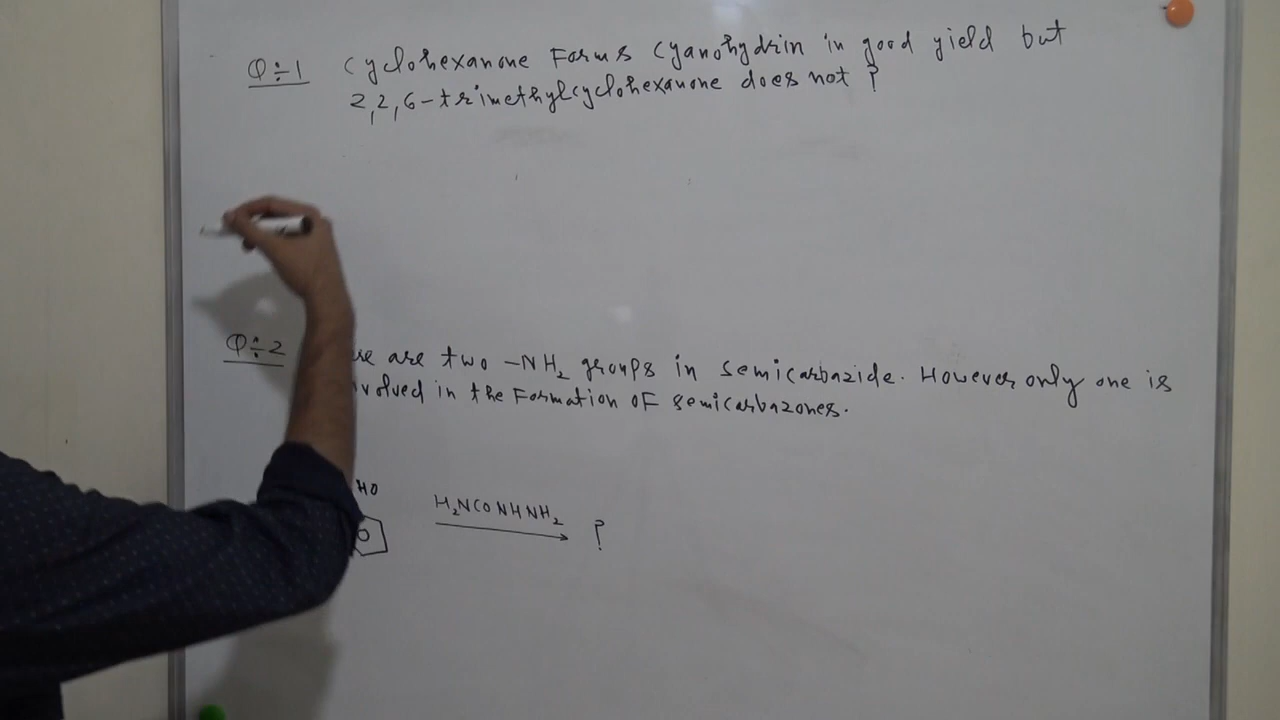 Q÷1 Cyclohexanone Forms Cyanohydrin in good yield but
2,2,6-trimethylcyclohexanone does not ?
Q÷2 are two -NH2 groups in semicarbazide. However only one is
in the Formation of semicarbazones.
HO
H2NCONHNH2 ?